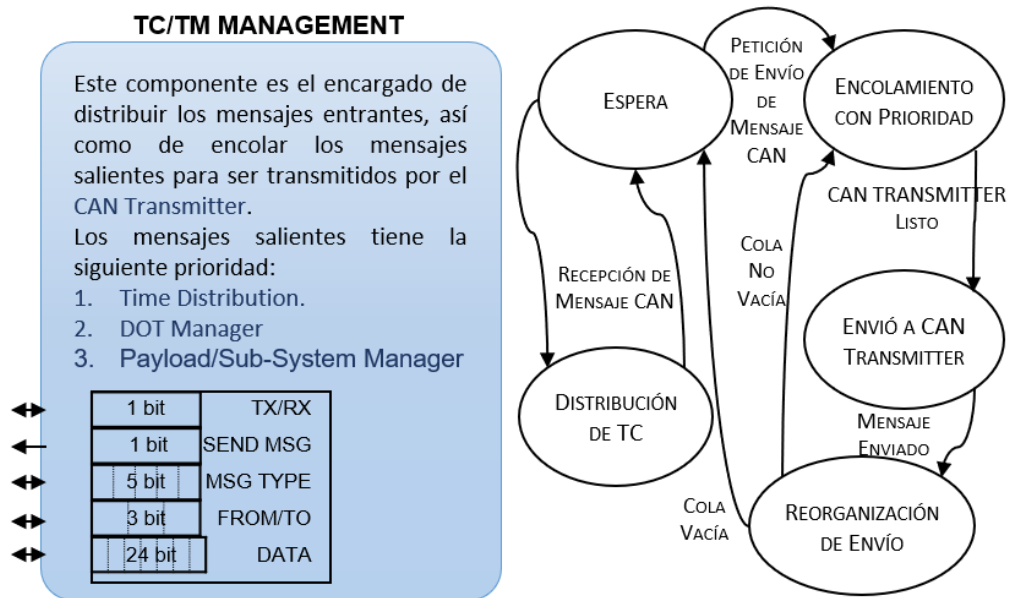 TC/TM MANAGEMENT
Este componente es el encargado de
distribuir los mensajes entrantes, así
como de encolar los mensajes
salientes para ser transmitidos por el
CAN Transmitter.
Los mensajes salientes tiene la
siguiente prioridad:
1. Time Distribution.
2. DOT Manager
3. Payload/Sub-System Manager
1 bit TX/RX
1 bit SEND MSG
5 bit MSG TYPE
3 bit FROM/TO
24 bit DATA
ESPERA
PETICIÓN
DE ENVÍO
DE
MENSAJE
CAN
ENCOLAMIENTO
CON PRIORIDAD
CAN TRANSMITTER
LISTO
RECEPCIÓN DE
MENSAJE CAN
COLA
NO
VACÍA
ENVIÓ A CAN
TRANSMITTER
DISTRIBUCIÓN
DE TC
MENSAJE
ENVIADO
COLA
VACÍA
REORGANIZACIÓN
DE ENVÍO